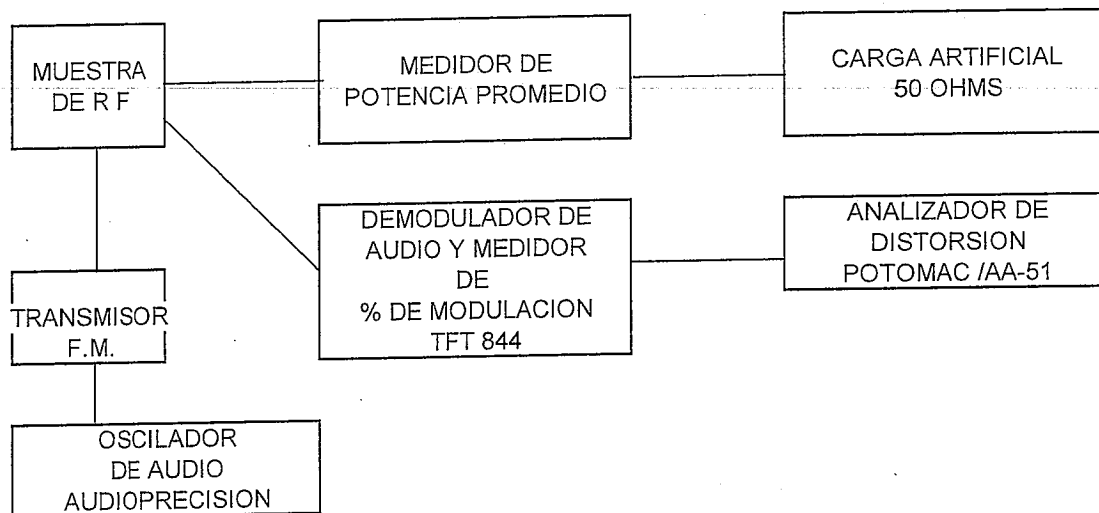 MUESTRA
DE R F
MEDIDOR DE
POTENCIA PROMEDIO
CARGA ARTIFICIAL
50 OHMS
DEMODULADOR DE
AUDIO Y MEDIDOR
DE
% DE MODULACION
TFT 844
ANALIZADOR DE
DISTORSION
POTOMAC /AA-51
TRANSMISOR
F.M.
OSCILADOR
DE AUDIO
AUDIOPRECISION